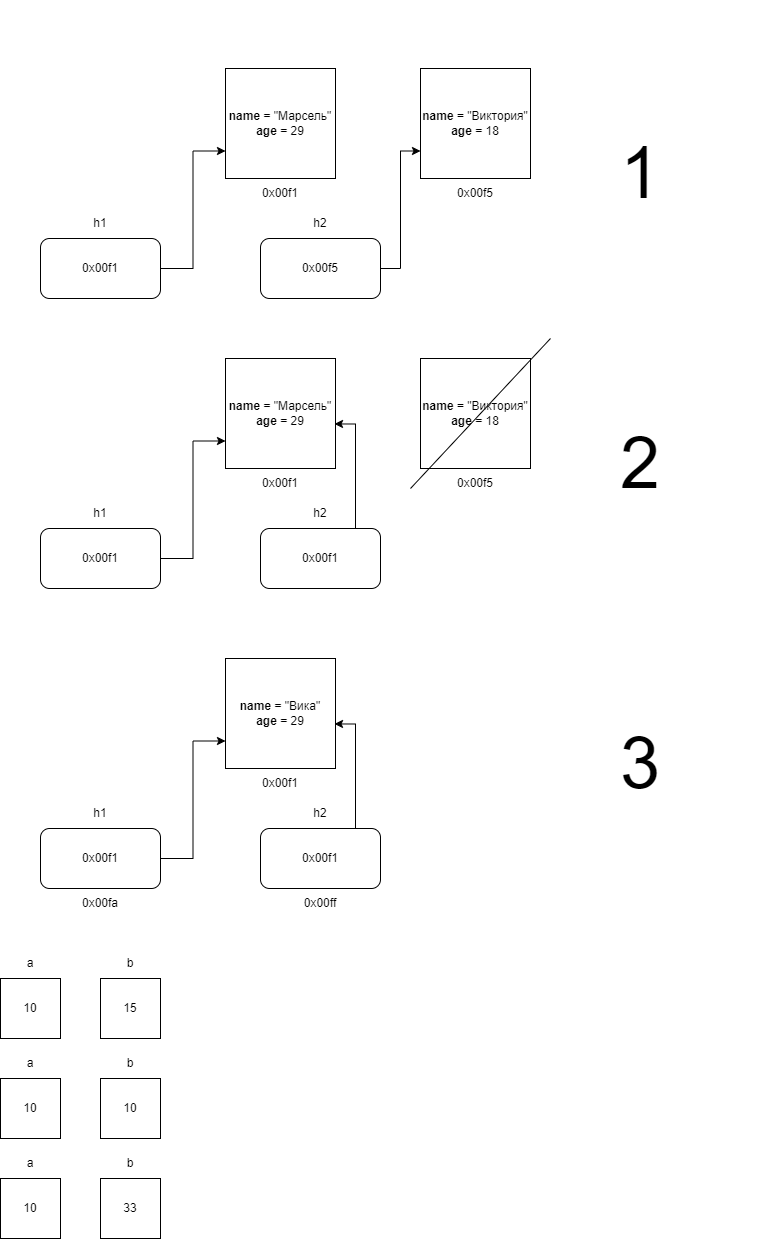 name = "Марсель"
age = 29
name = "Виктория"
age = 18
1
0x00f1
0x00f5
h1
h2
0x00f1
0x00f5
name = "Марсель"
age = 29
name = "Виктория"
age = 18
2
0x00f1
0x00f5
h1
h2
0x00f1
0x00f1
name = "Вика"
age = 29
3
0x00f1
h1
h2
0x00f1
0x00f1
0x00fa
0x00ff
a
b
10
15
a
b
10
10
a
b
10
33